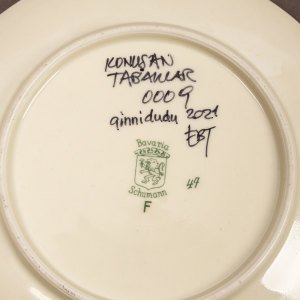 KONUŞAN
TABAKLAR
0009
ginnidudu 2021
EBT
Bavaria
Schumann
47
F